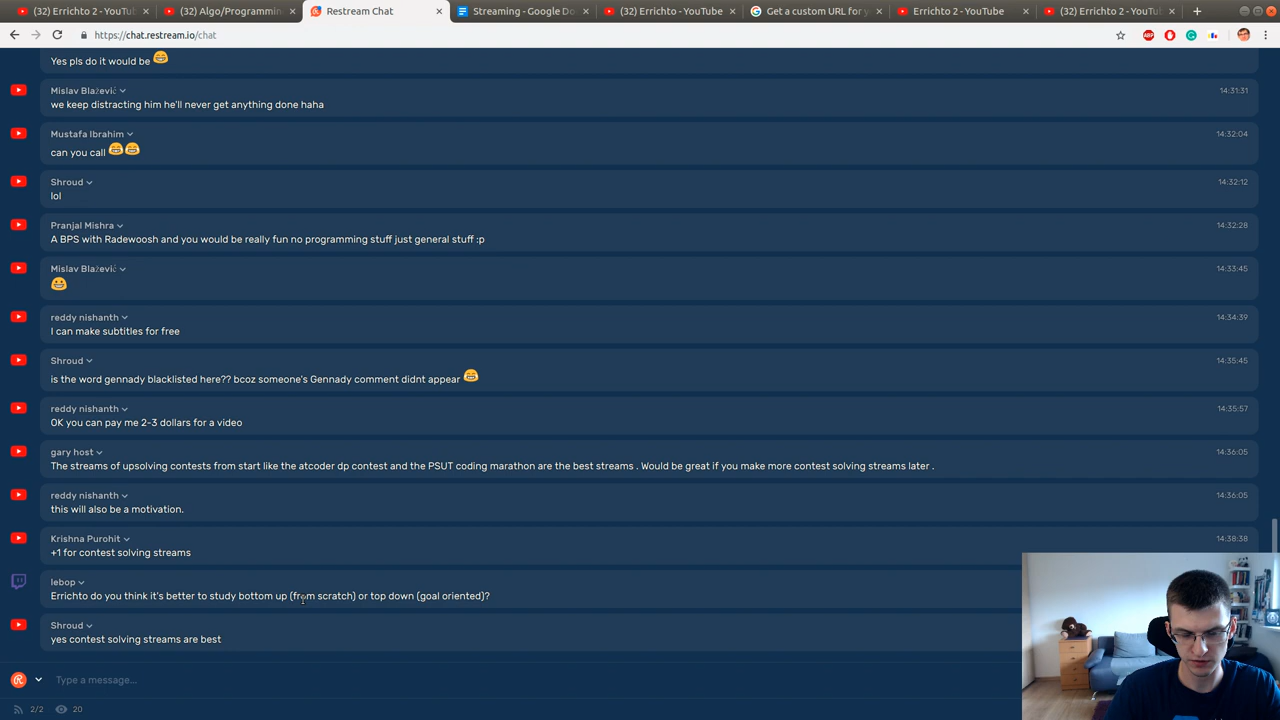 (32) Errichto 2 - YouTu
(32) Algo/Programmin
Restream Chat
Streaming - Google Do
(32) Errichto - YouTube
Get a custom URL for y
Errichto 2 - YouTube
(32) Errichto 2 - YouTu
https://chat.restream.io/chat
Yes pls do it would be 😂
Mislav Blažević
14:31:31
we keep distracting him he'll never get anything done haha
Mustafa Ibrahim
14:32:04
can you call 😂😂
Shroud
14:32:12
lol
Pranjal Mishra
14:32:28
A BPS with Radewoosh and you would be really fun no programming stuff just general stuff :p
Mislav Blažević
14:33:45
😀
reddy nishanth
14:34:39
I can make subtitles for free
Shroud
14:35:45
is the word gennady blacklisted here?? bcoz someone's Gennady comment didnt appear 😂
reddy nishanth
14:35:57
OK you can pay me 2-3 dollars for a video
gary host
14:36:05
The streams of upsolving contests from start like the atcoder dp contest and the PSUT coding marathon are the best streams . Would be great if you make more contest solving streams later .
reddy nishanth
14:36:05
this will also be a motivation.
Krishna Purohit
14:38:38
+1 for contest solving streams
lebop
Errichto do you think it's better to study bottom up (from scratch) or top down (goal oriented)?
Shroud
yes contest solving streams are best
Type a message...
2/2
20